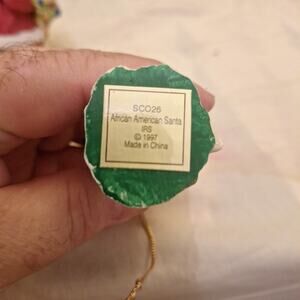 SCO26
African American Santa
IRS
© 1997
Made in China